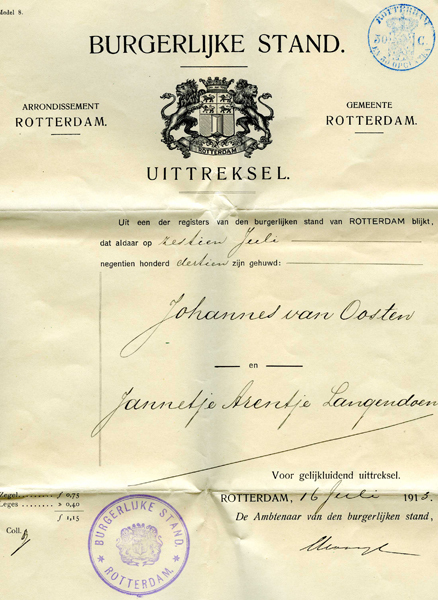 Model 8.
ROTTERDAM
50 C
BURGERLIJKE STAND.
ARRONDISSEMENT
ROTTERDAM.
GEMEENTE
ROTTERDAM.
ROTTERDAM
UITTREKSEL.
Uit een der registers van den burgerlijken stand van ROTTERDAM blijkt,
dat aldaar op zestien Juli
negentien honderd dertien zijn gehuwd:
Johannes van Oosten
en
Jannetje Arentje Langendoen
Voor gelijkluidend uittreksel.
Zegel. f 0,75
Leges » 0,40
f 1,15
ROTTERDAM, 16 Juli 1913.
De Ambtenaar van den burgerlijken stand,
Coll.
BURGERLIJKE STAND.
ROTTERDAM.